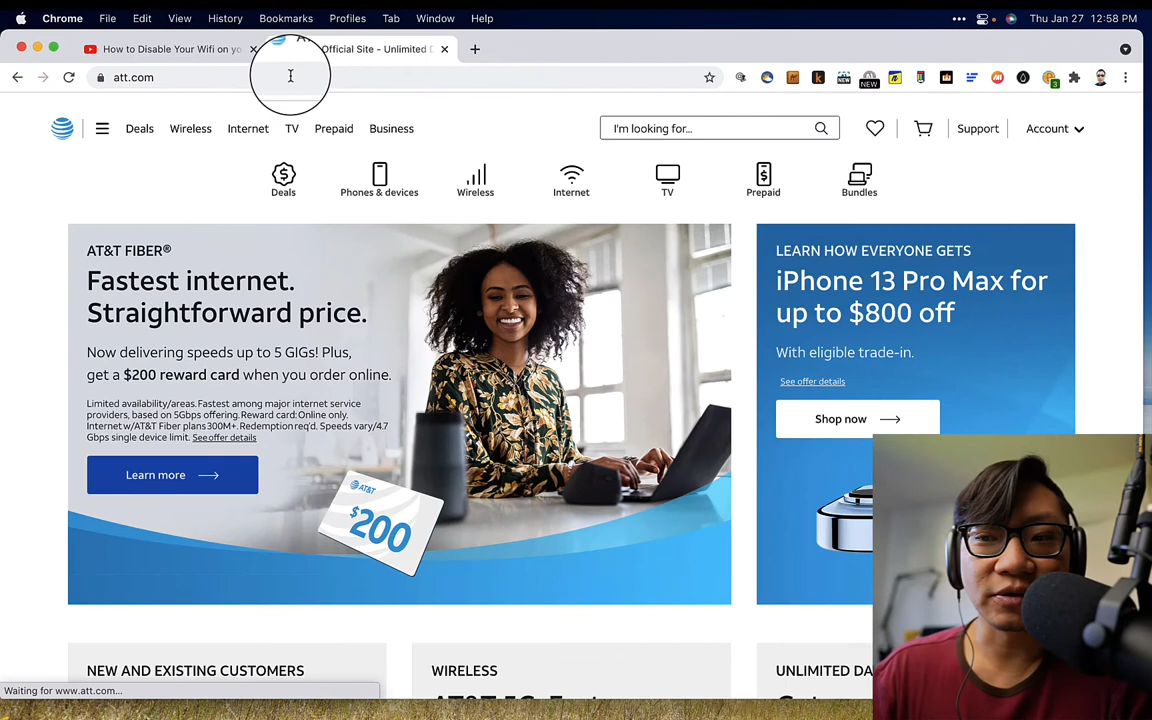 Chrome File Edit View History Bookmarks Profiles Tab Window Help
Thu Jan 27 12:58 PM
How to Disable Your Wifi on yo
Official Site - Unlimited
att.com
NEW
NEW
3
Deals Wireless Internet TV Prepaid Business
I'm looking for...
Support
Account
Deals
Phones & devices
Wireless
Internet
TV
Prepaid
Bundles
AT&T FIBER®
Fastest internet.
Straightforward price.
Now delivering speeds up to 5 GIGs! Plus,
get a $200 reward card when you order online.
Limited availability/areas. Fastest among major internet service
providers, based on 5Gbps offering. Reward card: Online only.
Internet w/AT&T Fiber plans 300M+. Redemption req'd. Speeds vary/4.7
Gbps single device limit. See offer details
Learn more
AT&T
$200
LEARN HOW EVERYONE GETS
iPhone 13 Pro Max for
up to $800 off
With eligible trade-in.
See offer details
Shop now
NEW AND EXISTING CUSTOMERS
WIRELESS
UNLIMITED DA
Waiting for www.att.com...